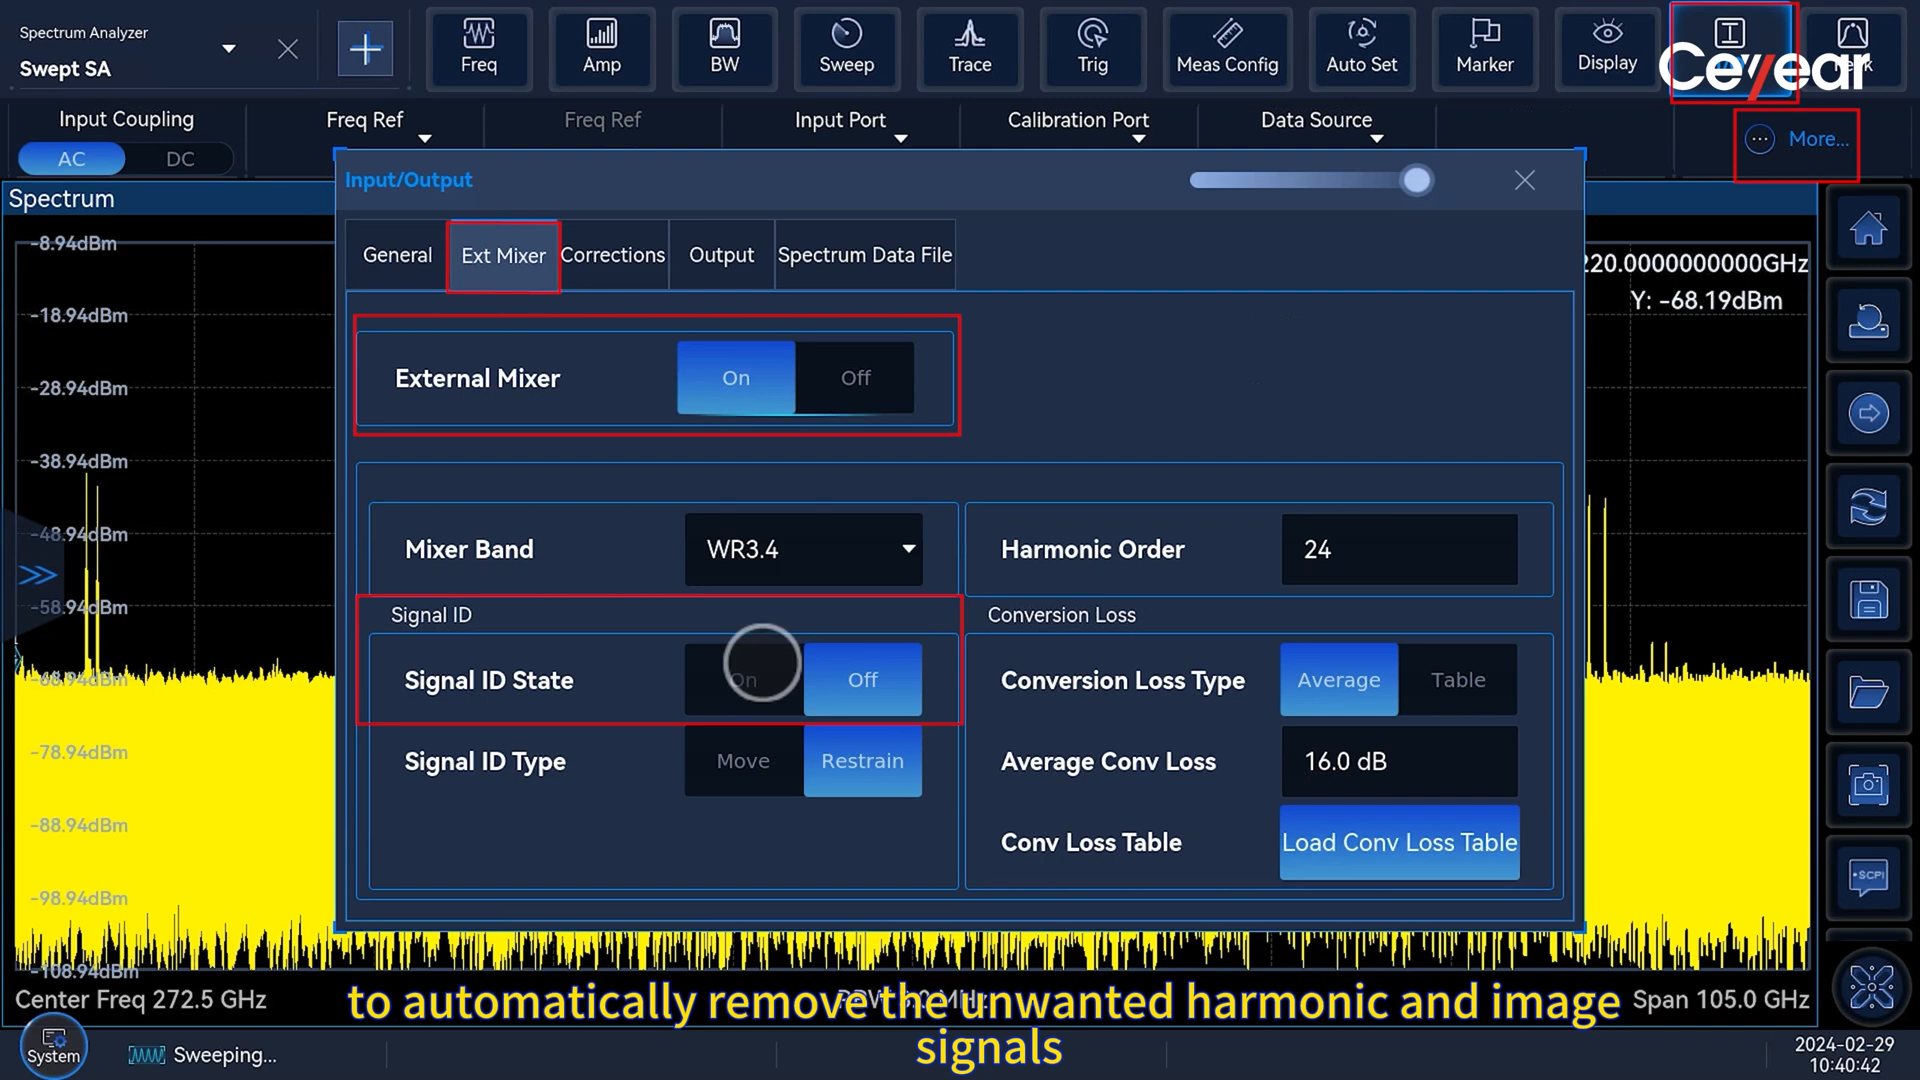 Spectrum Analyzer
Swept SA
Freq
Amp
BW
Sweep
Trace
Trig
Meas Config
Auto Set
Marker
Display
Ceyear
Input Coupling
AC
DC
Freq Ref
Freq Ref
Input Port
Calibration Port
Data Source
More...
Spectrum
Input/Output
General
Ext Mixer
Corrections
Output
Spectrum Data File
220.0000000000GHz
Y: -68.19dBm
-8.94dBm
-18.94dBm
-28.94dBm
-38.94dBm
-48.94dBm
-58.94dBm
-68.94dBm
-78.94dBm
-88.94dBm
-98.94dBm
-108.94dBm
External Mixer
On
Off
Mixer Band
WR3.4
Harmonic Order
24
Signal ID
Signal ID State
On
Off
Signal ID Type
Move
Restrain
Conversion Loss
Conversion Loss Type
Average
Table
Average Conv Loss
16.0 dB
Conv Loss Table
Load Conv Loss Table
SCPI
Center Freq 272.5 GHz
Span 105.0 GHz
to automatically remove the unwanted harmonic and image
signals
System
Sweeping...
2024-02-29
10:40:42